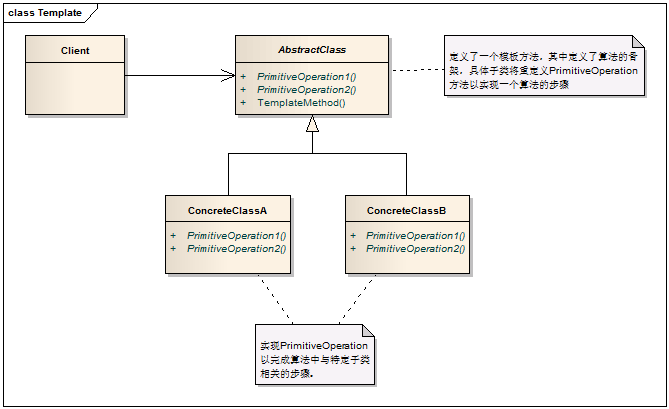 class Template
Client
AbstractClass
+ PrimitiveOperation1()
+ PrimitiveOperation2()
+ TemplateMethod()
定义了一个模板方法，其中定义了算法的骨
架，具体子类将重定义PrimitiveOperation
方法以实现一个算法的步骤
ConcreteClassA
+ PrimitiveOperation1()
+ PrimitiveOperation2()
ConcreteClassB
+ PrimitiveOperation1()
+ PrimitiveOperation2()
实现PrimitiveOperation
以完成算法中与特定子类
相关的步骤。